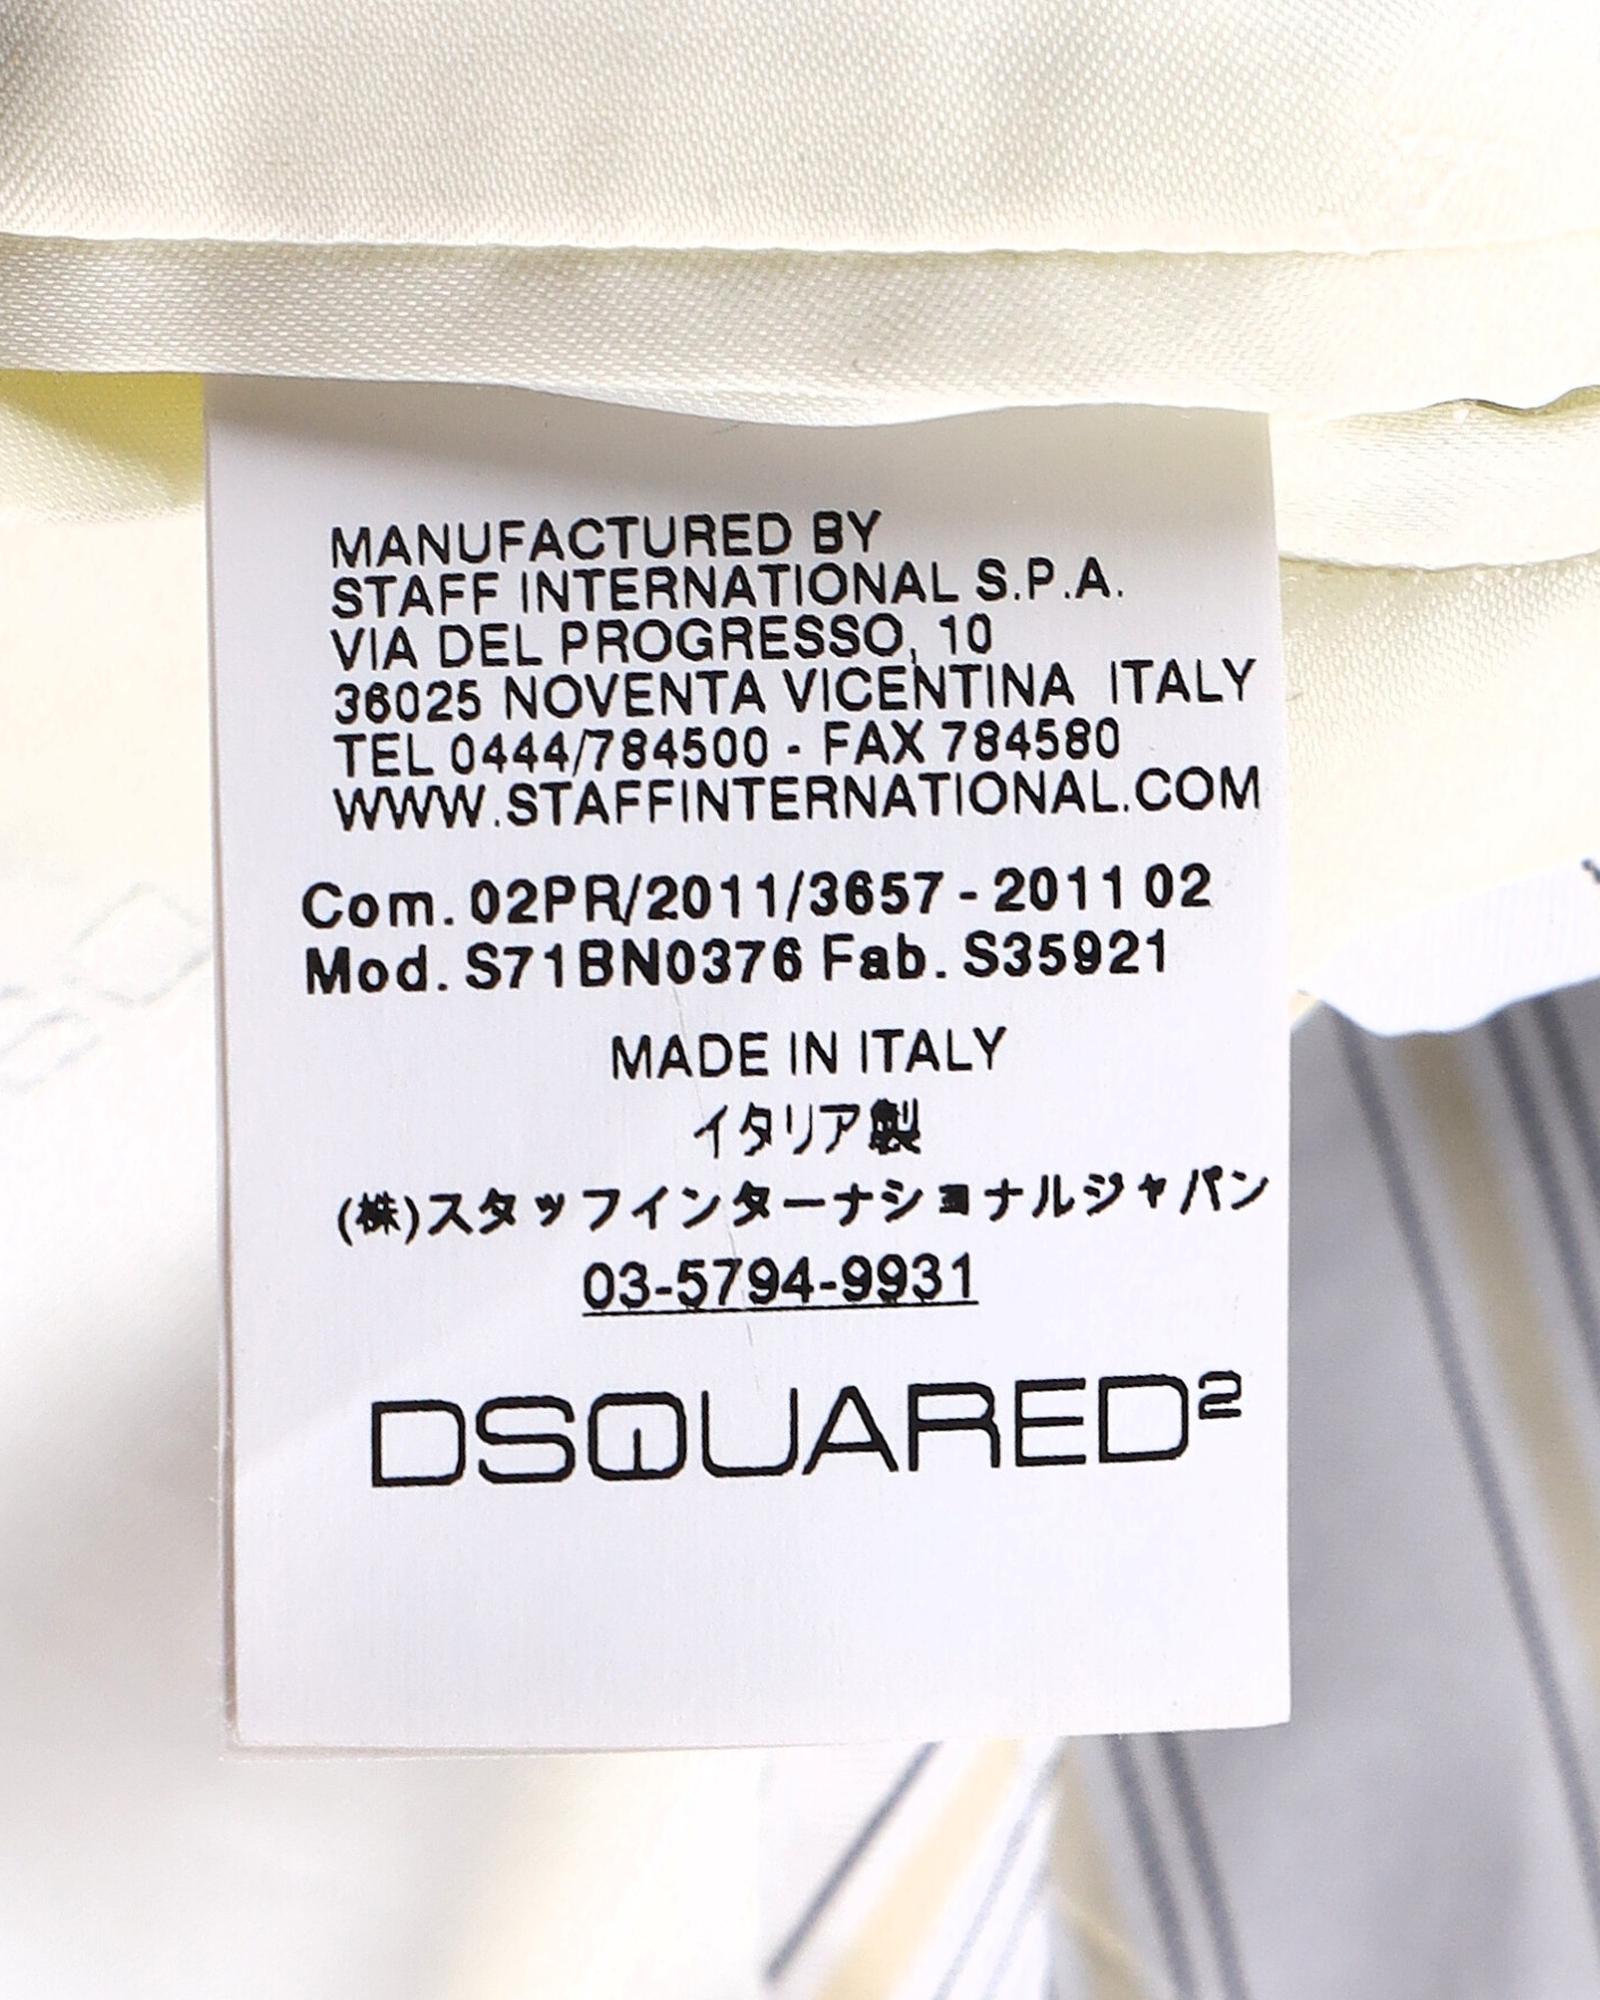 MANUFACTURED BY
STAFF INTERNATIONAL S.P.A.
VIA DEL PROGRESSO, 10
36025 NOVENTA VICENTINA ITALY
TEL 0444/784500 - FAX 784580
WWW.STAFFINTERNATIONAL.COM
Com. 02PR/2011/3657 - 2011 02
Mod. S71BN0376 Fab. S35921
MADE IN ITALY
イタリア製
(株)スタッフインターナショナルジャパン
03-5794-9931
DSQUARED²